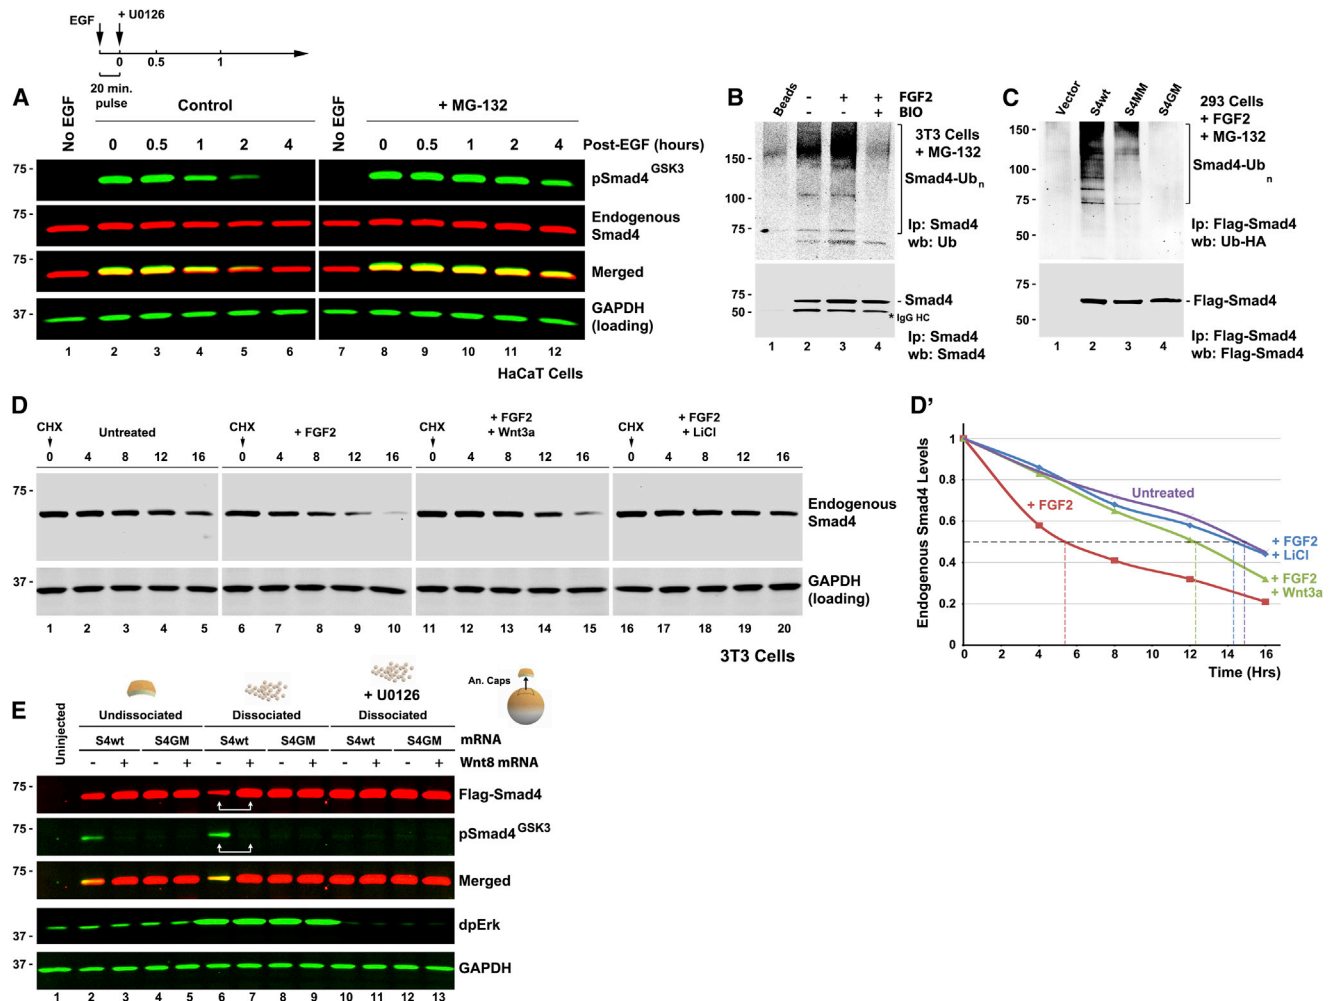 EGF + U0126
0 0.5 1
20 min.
pulse
A
No EGF Control No EGF + MG-132
0 0.5 1 2 4 0 0.5 1 2 4 Post-EGF (hours)
75- pSmad4 GSK3
75- Endogenous
Smad4
75- Merged
37- GAPDH
(loading)
1 2 3 4 5 6 7 8 9 10 11 12
HaCaT Cells
B
Beads - + + FGF2
- - + BIO
3T3 Cells
+ MG-132
Smad4-Ub n
150-
100-
75-
Ip: Smad4
wb: Ub
75- - Smad4
50- * IgG HC
Ip: Smad4
wb: Smad4
1 2 3 4
C
Vector S4wt S4MM S4GM
293 Cells
+ FGF2
+ MG-132
Smad4-Ub n
150-
100-
75-
50-
Ip: Flag-Smad4
wb: Ub-HA
75- - Flag-Smad4
50-
Ip: Flag-Smad4
wb: Flag-Smad4
1 2 3 4
D
CHX Untreated CHX + FGF2 CHX + FGF2
+ Wnt3a CHX + FGF2
+ LiCl
0 4 8 12 16 0 4 8 12 16 0 4 8 12 16 0 4 8 12 16
75- Endogenous
Smad4
37- GAPDH
(loading)
1 2 3 4 5 6 7 8 9 10 11 12 13 14 15 16 17 18 19 20
3T3 Cells
D'
Endogenous Smad4 Levels
1
0.8
0.6
0.4
0.2
Untreated
+ FGF2
+ FGF2
+ LiCl
+ FGF2
+ Wnt3a
0 2 4 6 8 10 12 14 16
Time (Hrs)
E
Uninjected Undissociated Dissociated + U0126
Dissociated
An. Caps
S4wt S4GM S4wt S4GM S4wt S4GM mRNA
- + - + - + - + - + - + Wnt8 mRNA
75- Flag-Smad4
75- pSmad4 GSK3
75- Merged
37- dpErk
37- GAPDH
1 2 3 4 5 6 7 8 9 10 11 12 13